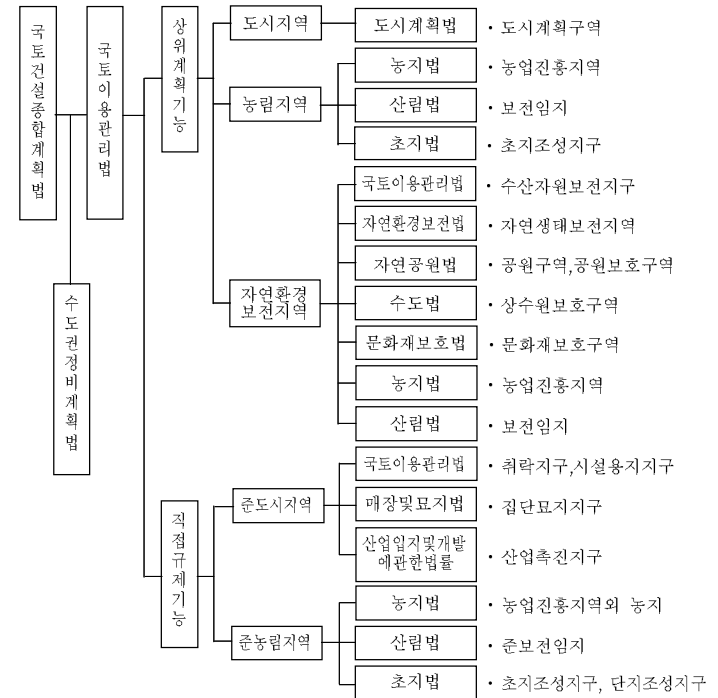 국토건설종합계획법
수도권정비계획법
국토이용관리법
상위계획기능
도시지역
도시계획법
· 도시계획구역
농림지역
농지법
· 농업진흥지역
산림법
· 보전임지
초지법
· 초지조성지구
자연환경
보전지역
국토이용관리법
· 수산자원보전지구
자연환경보전법
· 자연생태보전지역
자연공원법
· 공원구역,공원보호구역
수도법
· 상수원보호구역
문화재보호법
· 문화재보호구역
농지법
· 농업진흥지역
산림법
· 보전임지
직접규제기능
준도시지역
국토이용관리법
· 취락지구,시설용지지구
매장및묘지법
· 집단묘지지구
산업입지및개발
에관한법률
· 산업촉진지구
준농림지역
농지법
· 농업진흥지역외 농지
산림법
· 준보전임지
초지법
· 초지조성지구, 단지조성지구